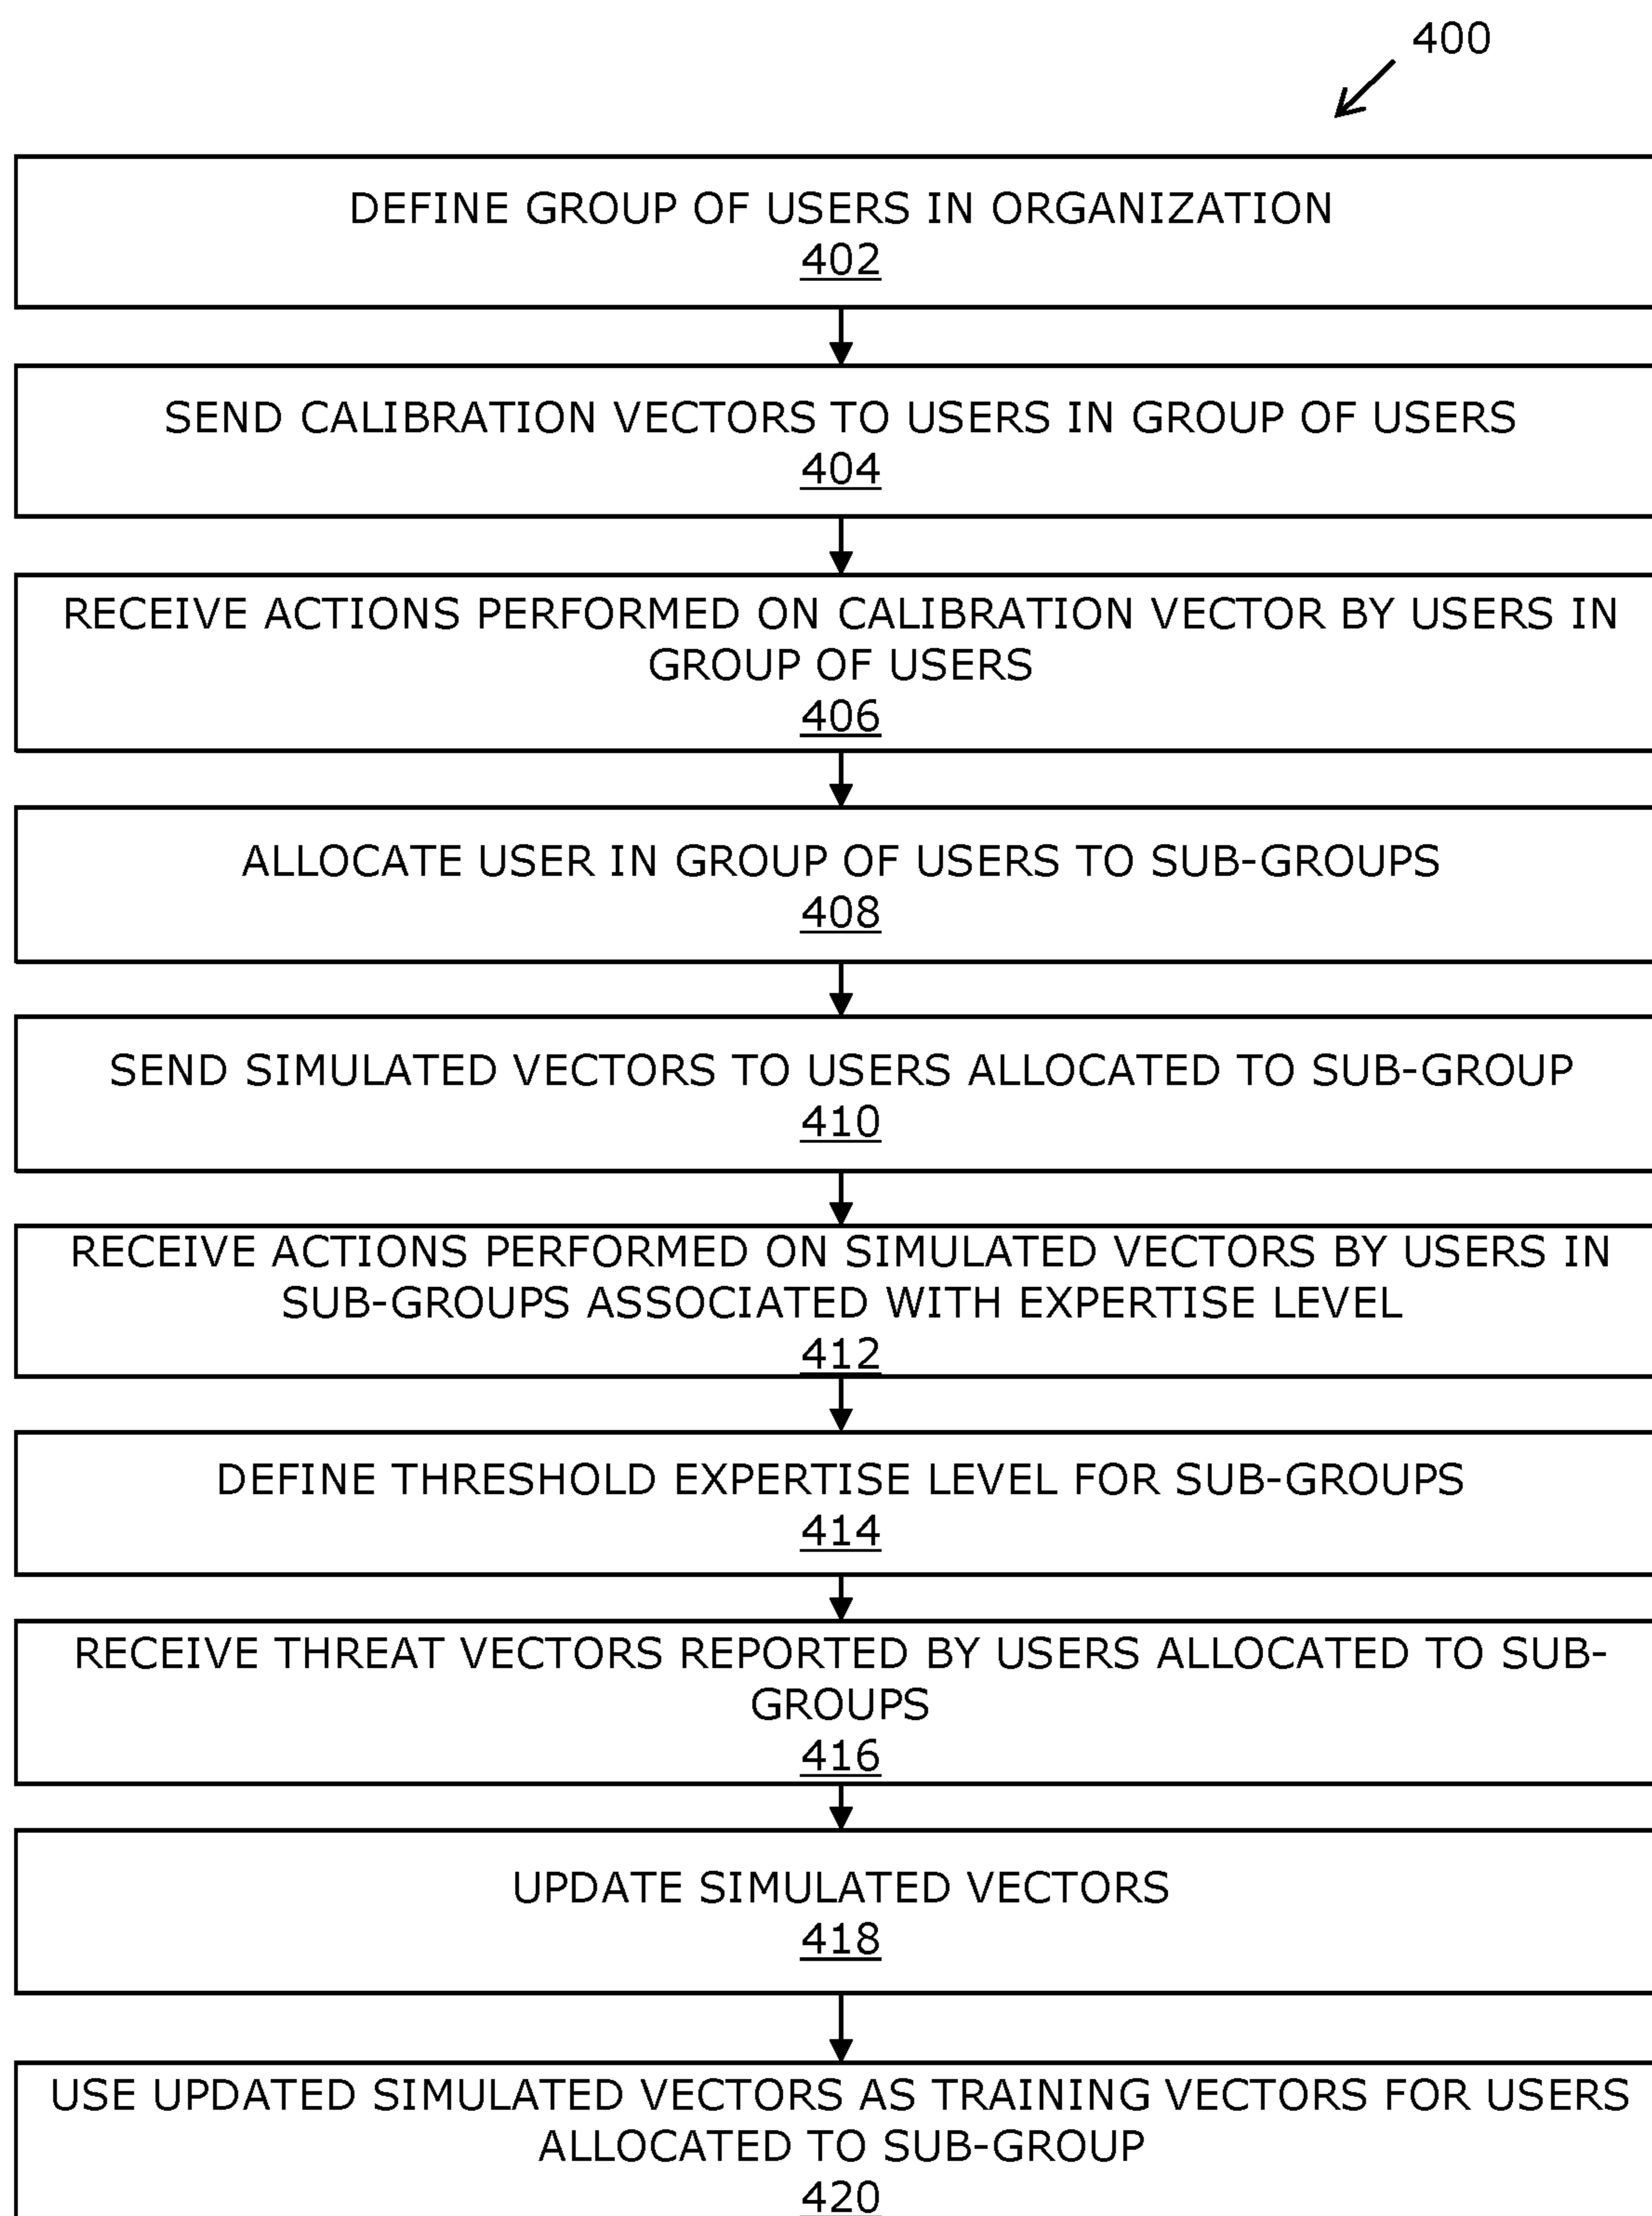 400
DEFINE GROUP OF USERS IN ORGANIZATION
402
SEND CALIBRATION VECTORS TO USERS IN GROUP OF USERS
404
RECEIVE ACTIONS PERFORMED ON CALIBRATION VECTOR BY USERS IN
GROUP OF USERS
406
ALLOCATE USER IN GROUP OF USERS TO SUB-GROUPS
408
SEND SIMULATED VECTORS TO USERS ALLOCATED TO SUB-GROUP
410
RECEIVE ACTIONS PERFORMED ON SIMULATED VECTORS BY USERS IN
SUB-GROUPS ASSOCIATED WITH EXPERTISE LEVEL
412
DEFINE THRESHOLD EXPERTISE LEVEL FOR SUB-GROUPS
414
RECEIVE THREAT VECTORS REPORTED BY USERS ALLOCATED TO SUB-
GROUPS
416
UPDATE SIMULATED VECTORS
418
USE UPDATED SIMULATED VECTORS AS TRAINING VECTORS FOR USERS
ALLOCATED TO SUB-GROUP
420